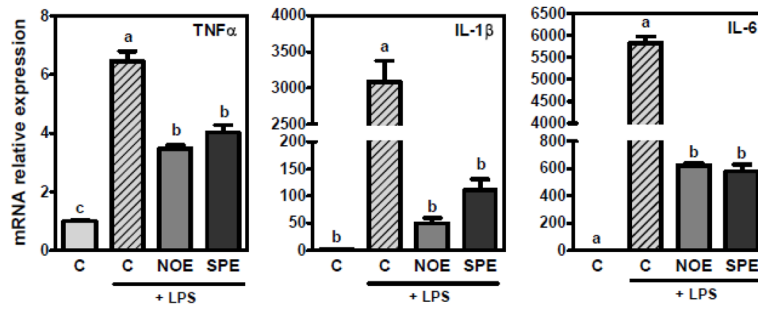 mRNA relative expression
TNFα
8
6
4
2
0
c
a
b
b
C
C
NOE
SPE
+ LPS
IL-1β
4000
3500
3000
2500
200
150
100
50
0
b
a
b
b
C
C
NOE
SPE
+ LPS
IL-6
6500
6000
5500
5000
4500
4000
800
600
400
200
0
a
a
b
b
C
C
NOE
SPE
+ LPS